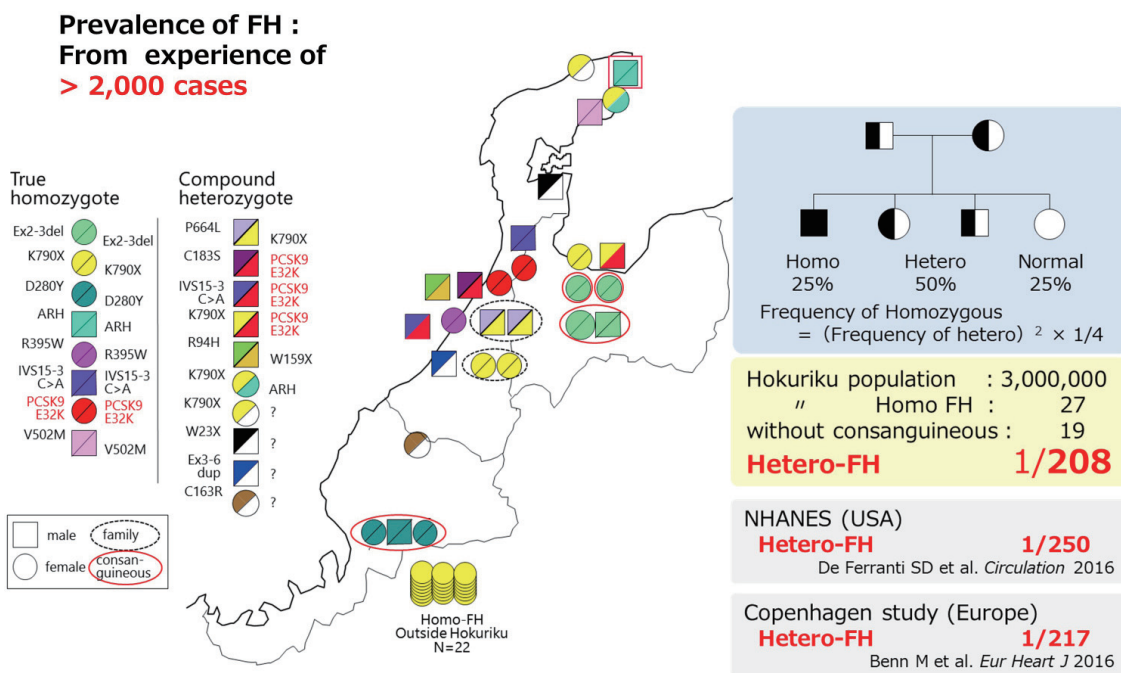 Prevalence of FH :
From experience of
> 2,000 cases
True
homozygote
Ex2-3del Ex2-3del
K790X K790X
D280Y D280Y
ARH ARH
R395W R395W
IVS15-3
C>A IVS15-3
C>A
PCSK9
E32K PCSK9
E32K
V502M V502M
Compound
heterozygote
P664L K790X
C183S PCSK9
E32K
IVS15-3
C>A PCSK9
E32K
K790X PCSK9
E32K
R94H W159X
K790X ARH
K790X ?
W23X ?
Ex3-6
dup ?
C163R ?
male family
female consan-
guineous
Homo-FH
Outside Hokuriku
N=22
Homo Hetero Normal
25% 50% 25%
Frequency of Homozygous
= (Frequency of hetero) 2 × 1/4
Hokuriku population : 3,000,000
〃 Homo FH : 27
without consanguineous : 19
Hetero-FH 1/208
NHANES (USA)
Hetero-FH 1/250
De Ferranti SD et al. Circulation 2016
Copenhagen study (Europe)
Hetero-FH 1/217
Benn M et al. Eur Heart J 2016